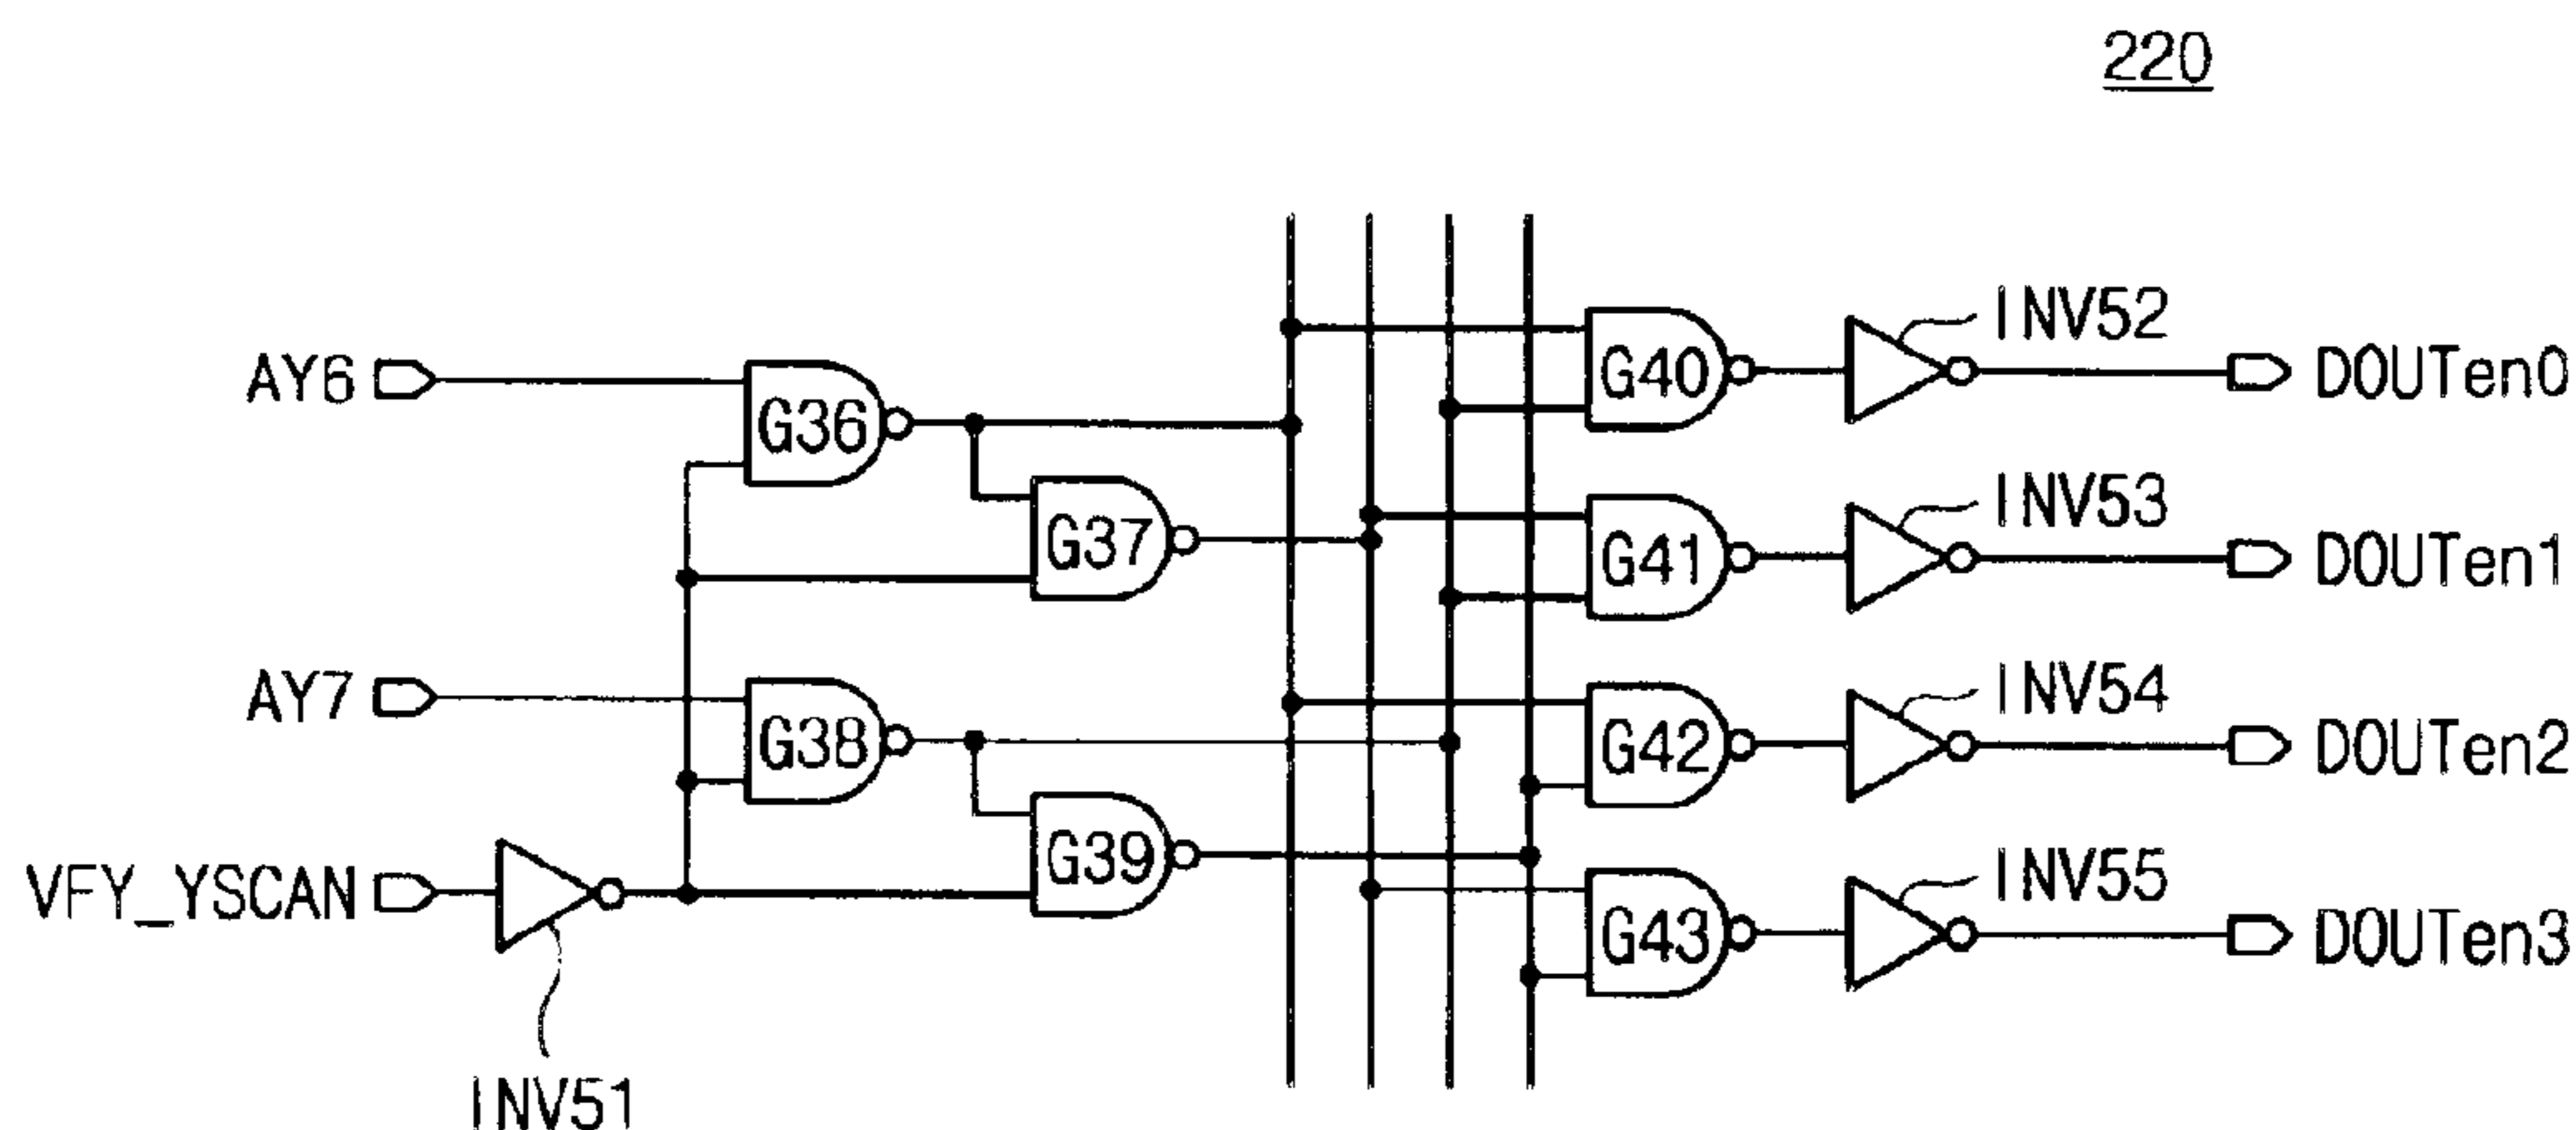 220
INV52
AY6
G36
G40
DOUTen0
INV53
G37
G41
DOUTen1
INV54
AY7
G38
G42
DOUTen2
INV55
VFY_YSCAN
G39
G43
DOUTen3
INV51